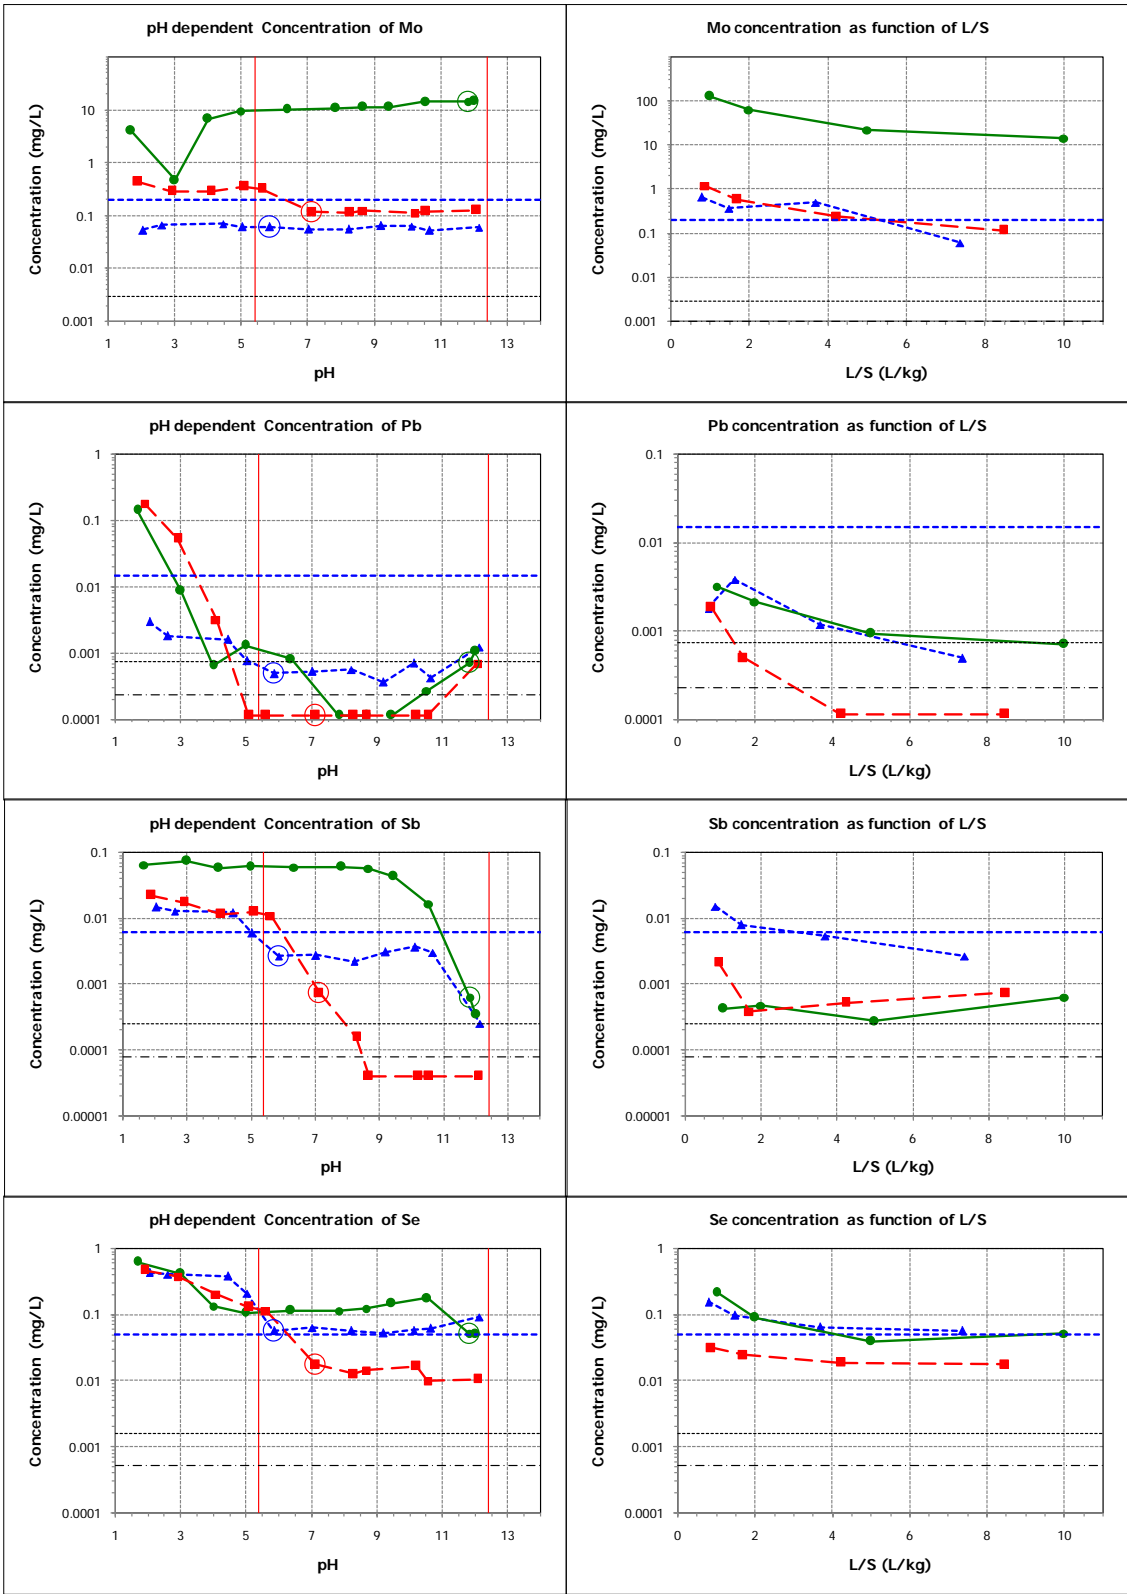 pH dependent Concentration of Mo
Concentration (mg/L)
100
10
1
0.1
0.01
0.001
1 3 5 7 9 11 13
pH
Mo concentration as function of L/S
Concentration (mg/L)
100
10
1
0.1
0.01
0.001
0 2 4 6 8 10
L/S (L/kg)
pH dependent Concentration of Pb
Concentration (mg/L)
1
0.1
0.01
0.001
0.0001
1 3 5 7 9 11 13
pH
Pb concentration as function of L/S
Concentration (mg/L)
0.1
0.01
0.001
0.0001
0 2 4 6 8 10
L/S (L/kg)
pH dependent Concentration of Sb
Concentration (mg/L)
0.1
0.01
0.001
0.0001
0.00001
1 3 5 7 9 11 13
pH
Sb concentration as function of L/S
Concentration (mg/L)
0.1
0.01
0.001
0.0001
0.00001
0 2 4 6 8 10
L/S (L/kg)
pH dependent Concentration of Se
Concentration (mg/L)
1
0.1
0.01
0.001
0.0001
1 3 5 7 9 11 13
pH
Se concentration as function of L/S
Concentration (mg/L)
1
0.1
0.01
0.001
0.0001
0 2 4 6 8 10
L/S (L/kg)